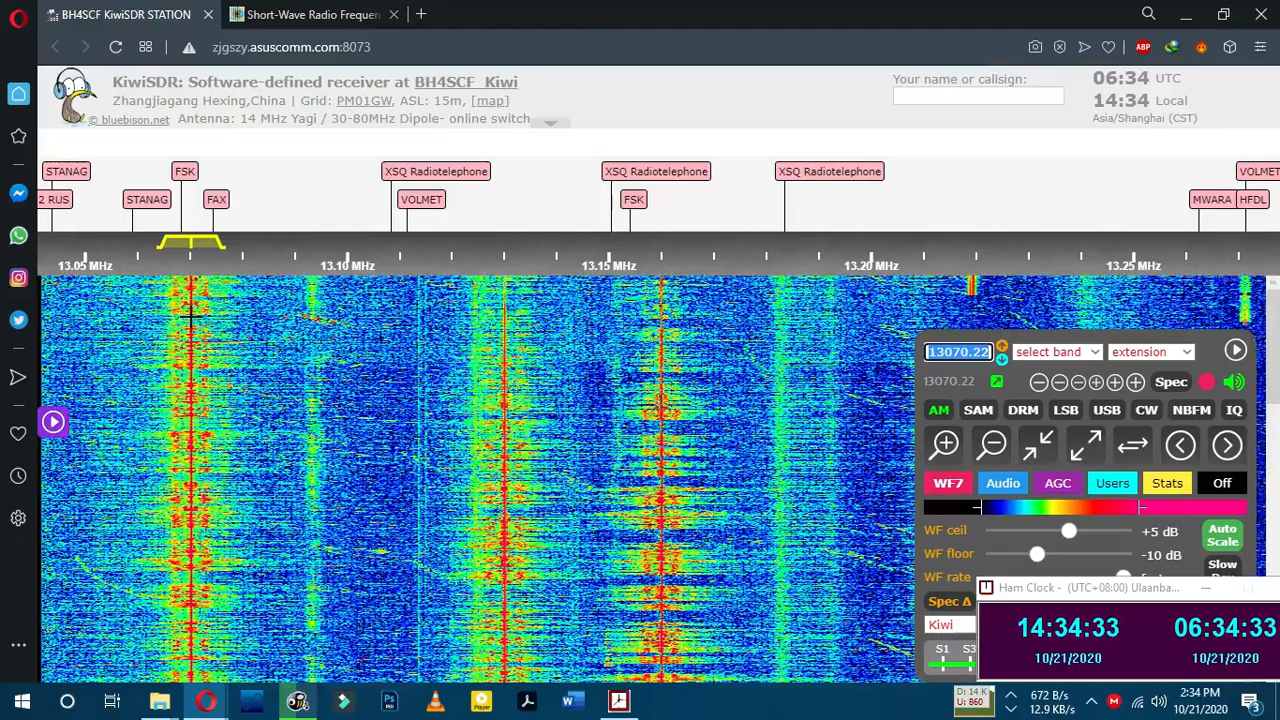 BH4SCF KiwiSDR STATION
Short-Wave Radio Frequen
zjgszy.asuscomm.com:8073
ABP
KiwiSDR: Software-defined receiver at BH4SCF_Kiwi
Zhangjiagang Hexing,China | Grid: PM01GW, ASL: 15m, [map]
© bluebison.net Antenna: 14 MHz Yagi / 30-80MHz Dipole- online switch
Your name or callsign:
06:34 UTC
14:34 Local
Asia/Shanghai (CST)
STANAG FSK XSQ Radiotelephone XSQ Radiotelephone XSQ Radiotelephone VOLMET
2 RUS STANAG FAX VOLMET FSK MWARA HFDL
13.05 MHz 13.10 MHz 13.15 MHz 13.20 MHz 13.25 MHz
13070.22 select band extension
13070.22 Spec
AM SAM DRM LSB USB CW NBFM IQ
WF7 Audio AGC Users Stats Off
WF ceil +5 dB
Auto Scale
WF floor -10 dB
Slow
WF rate
Spec Δ
Kiwi
S1 S3
Ham Clock - (UTC+08:00) Ulaanba...
14:34:33 06:34:33
10/21/2020 10/21/2020
D: 14 K
U: 860
672 B/s
12.9 KB/s
2:34 PM
10/21/2020
3